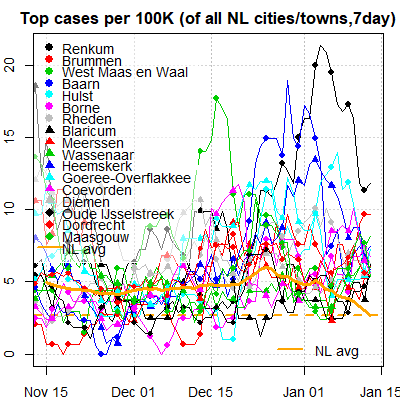 Top cases per 100K (of all NL cities/towns,7day)
Renkum
Brummen
West Maas en Waal
Baarn
Hulst
Borne
Rheden
Blaricum
Meerssen
Wassenaar
Heemskerk
Goeree-Overflakkee
Coevorden
Diemen
Oude IJsselstreek
Dordrecht
Maasgouw
NL avg
NL avg
0
5
10
15
20
Nov 15
Dec 01
Dec 15
Jan 01
Jan 15